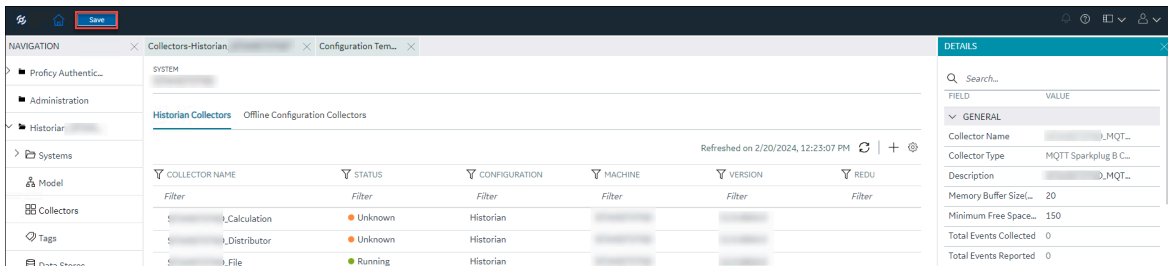 Save
NAVIGATION
Collectors-Historian
Configuration Tem...
DETAILS
Proficy Authentic...
Administration
Historian
Systems
Model
Collectors
Tags
Data Stores
SYSTEM
Historian Collectors Offline Configuration Collectors
Refreshed on 2/20/2024, 12:23:07 PM
COLLECTOR NAME STATUS CONFIGURATION MACHINE VERSION REDU
Filter Filter Filter Filter Filter Filter
_Calculation Unknown Historian
_Distributor Unknown Historian
_File Running Historian
Search...
FIELD VALUE
GENERAL
Collector Name _MQT...
Collector Type MQTT Sparkplug B C...
Description _MQT...
Memory Buffer Size(... 20
Minimum Free Space... 150
Total Events Collected 0
Total Events Reported 0